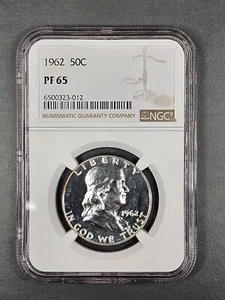 1962 50C
PF 65
6500323-012
NUMISMATIC GUARANTY COMPANY
NGC
LIBERTY
1962
IN GOD WE TRUST